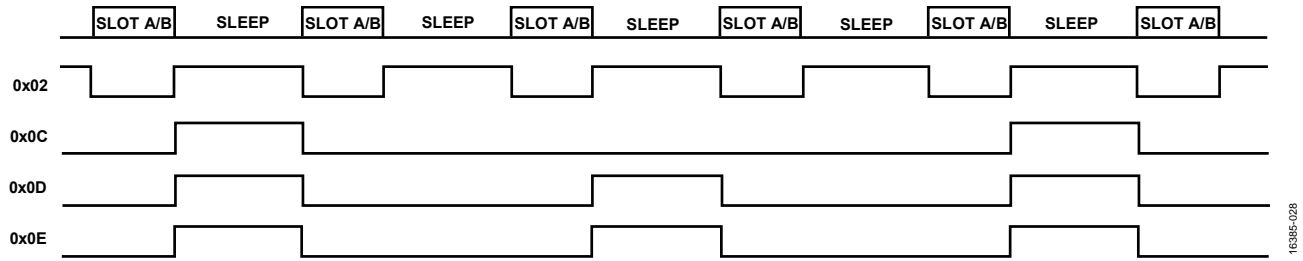 SLOT A/B SLEEP SLOT A/B SLEEP SLOT A/B SLEEP SLOT A/B SLEEP SLOT A/B SLEEP SLOT A/B
0x02
0x0C
0x0D
0x0E
16385-028